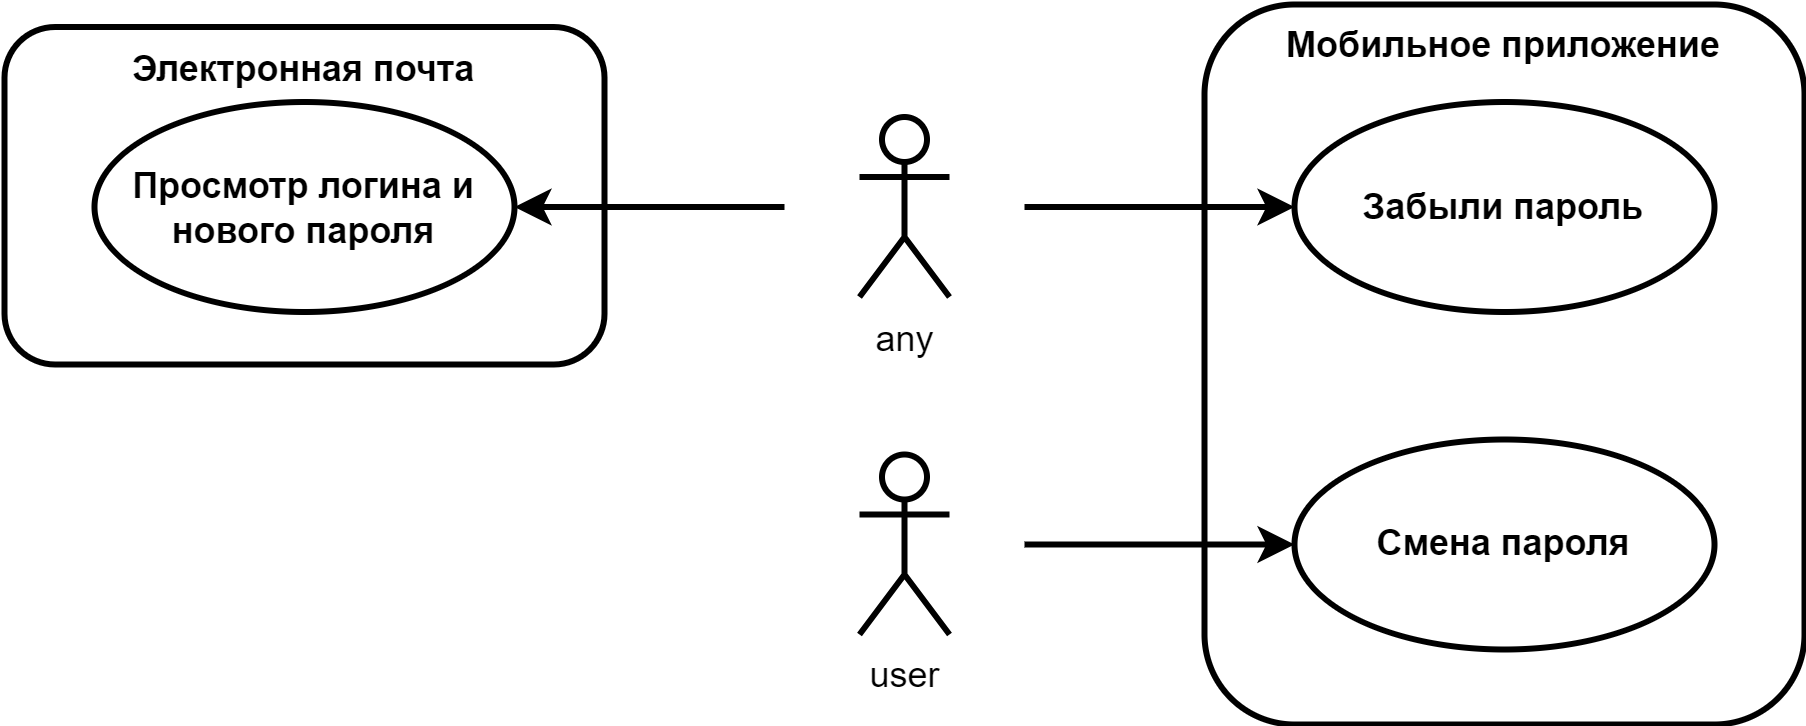 Электронная почта
Просмотр логина и
нового пароля
any
user
Мобильное приложение
Забыли пароль
Смена пароля